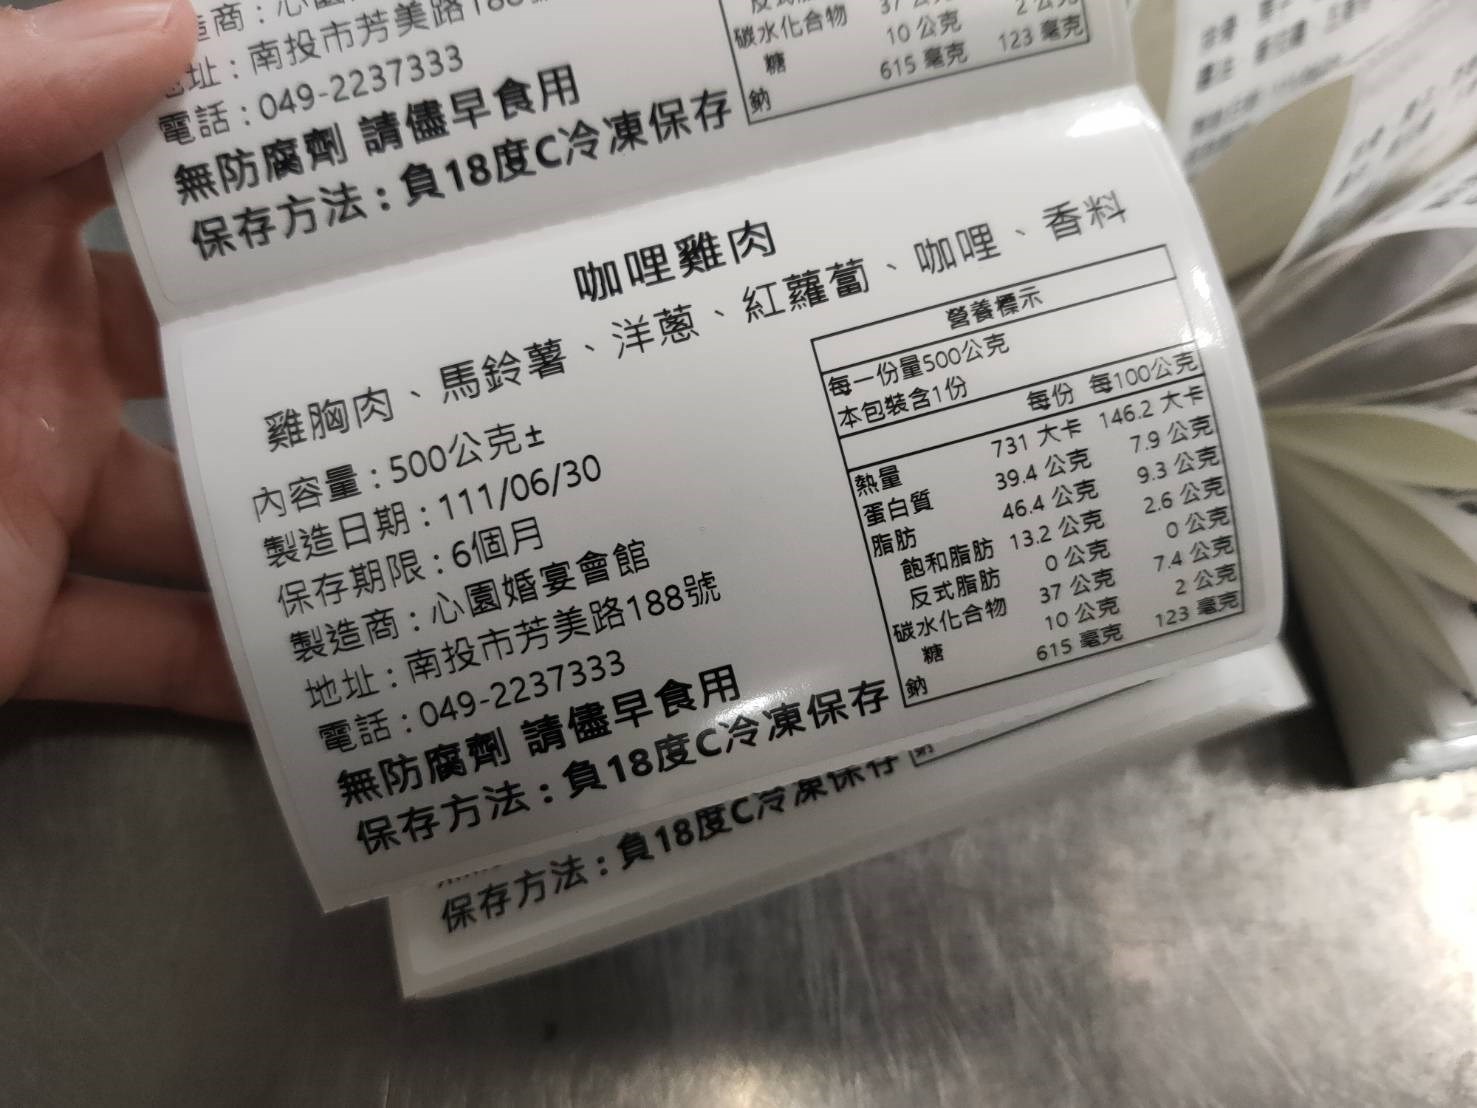 地址：南投市芳美路
電話：049-2237333
無防腐劑 請儘早食用
保存方法：負18度C冷凍保存
碳水化合物
糖 10公克
鈉 615 毫克 123 毫克
咖哩雞肉
雞胸肉、馬鈴薯、洋蔥、紅蘿蔔、咖哩、香料
內容量：500公克±
製造日期：111/06/30
保存期限：6個月
製造商：心園婚宴會館
地址：南投市芳美路188號
電話：049-2237333
無防腐劑 請儘早食用
保存方法：負18度C冷凍保存
營養標示
每一份量500公克
本包裝含1份
每份 每100公克
熱量 731 大卡 146.2 大卡
蛋白質 39.4 公克 7.9 公克
脂肪 46.4 公克 9.3 公克
飽和脂肪 13.2 公克 2.6 公克
反式脂肪 0 公克 0 公克
碳水化合物 37 公克 7.4 公克
糖 10 公克 2 公克
鈉 615 毫克 123 毫克
保存方法：負18度C冷凍保存